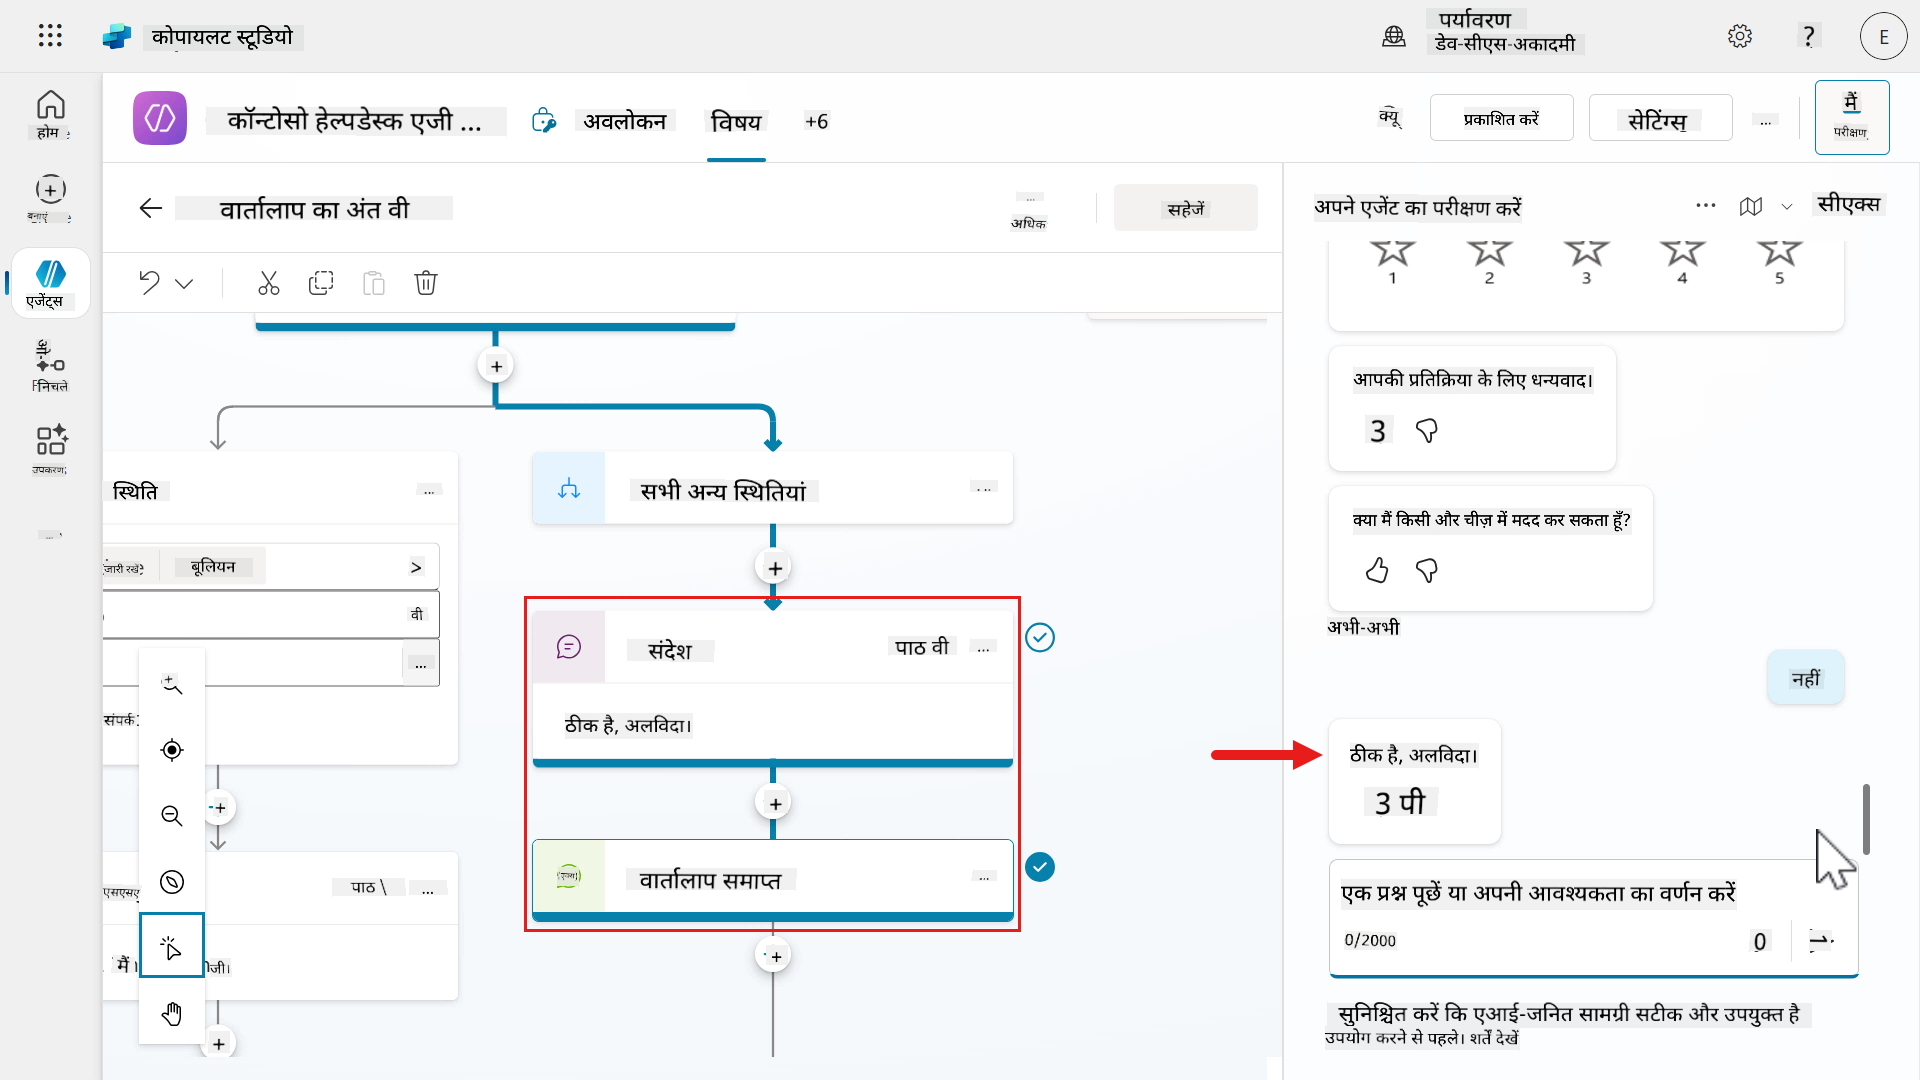 कोपायलट स्टूडियो
पर्यावरण
डेव-सीएस-अकादमी
?
E
होम
बनाएं
एजेंट्स
निचले
उपकरण
कॉन्टोसो हेल्पडेस्क एजी ...
अवलोकन
विषय
+6
क्यू
प्रकाशित करें
सेटिंग्स
...
मैं
परीक्षण
वार्तालाप का अंत वी
...
अधिक
सहेजें
स्थिति
...
जारी रखें
बूलियन
>
वी
...
संपर्क
पाठ \
...
मैं
जी।
सभी अन्य स्थितियां
...
संदेश
पाठ वी
...
ठीक है, अलविदा।
वार्तालाप समाप्त
...
अपने एजेंट का परीक्षण करें
सीएक्स
1
2
3
4
5
आपकी प्रतिक्रिया के लिए धन्यवाद।
3
क्या मैं किसी और चीज़ में मदद कर सकता हूँ?
अभी-अभी
नहीं
ठीक है, अलविदा।
3 पी
एक प्रश्न पूछें या अपनी आवश्यकता का वर्णन करें
0/2000
0
सुनिश्चित करें कि एआई-जनित सामग्री सटीक और उपयुक्त है
उपयोग करने से पहले। शर्तें देखें